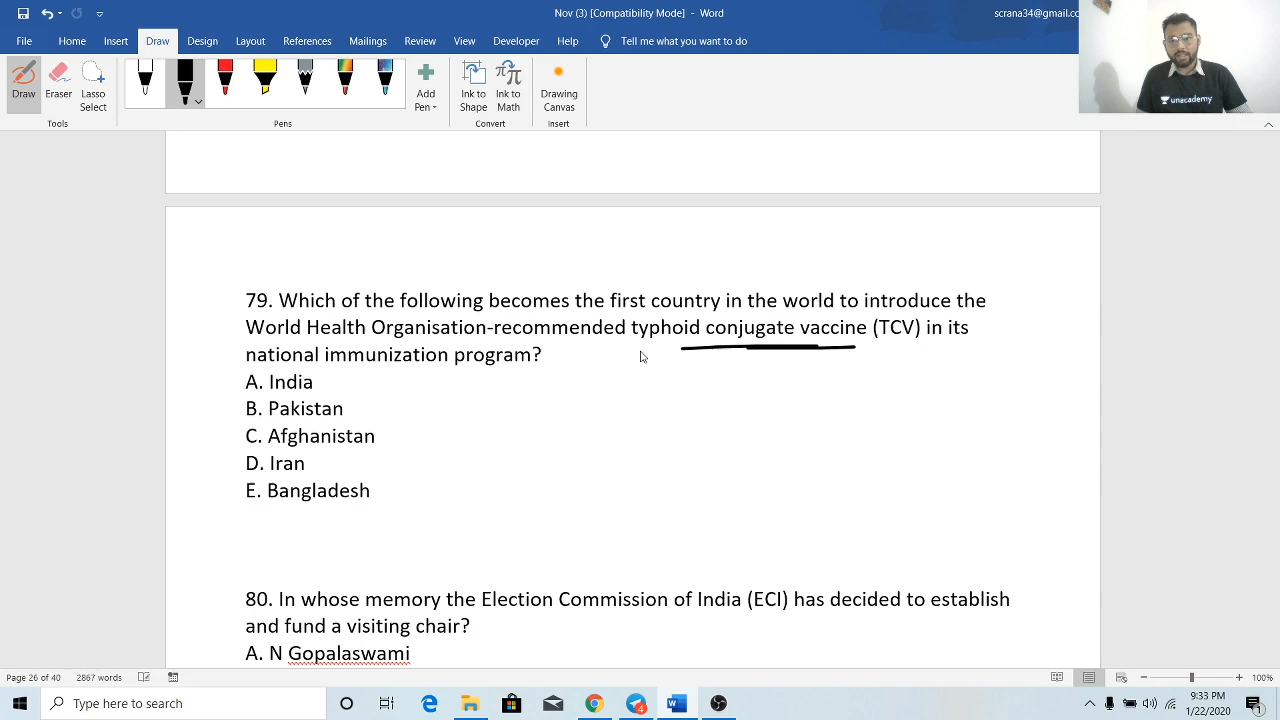 Nov (3) [Compatibility Mode] - Word
scrana34@gmail.co
File Home Insert Draw Design Layout References Mailings Review View Developer Help Tell me what you want to do
Draw Eraser Lasso Select Add Pen Ink to Shape Ink to Math Drawing Canvas
Tools Pens Convert Insert
unacademy
79. Which of the following becomes the first country in the world to introduce the
World Health Organisation-recommended typhoid conjugate vaccine (TCV) in its
national immunization program?
A. India
B. Pakistan
C. Afghanistan
D. Iran
E. Bangladesh
80. In whose memory the Election Commission of India (ECI) has decided to establish
and fund a visiting chair?
A. N Gopalaswami
Page 26 of 40 2867 words 100%
Type here to search
4
9:33 PM
1/22/2020
1